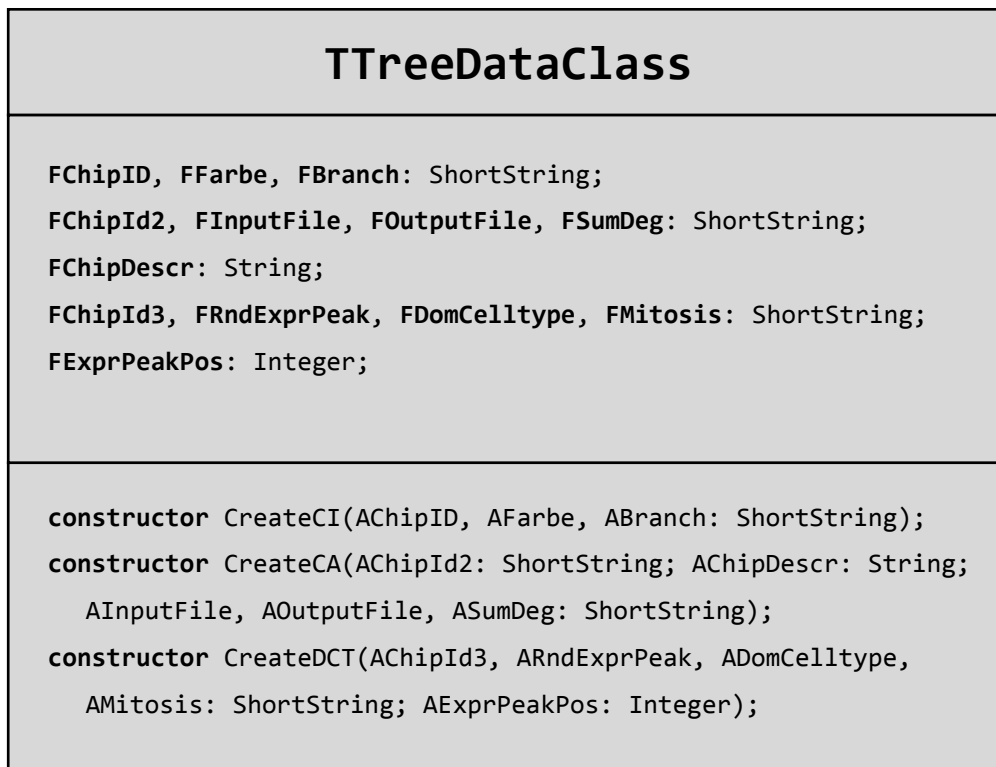 TTreeDataClass
FChipID, FFarbe, FBranch: ShortString;
FChipId2, FInputFile, FOutputFile, FSumDeg: ShortString;
FChipDescr: String;
FChipId3, FRndExprPeak, FDomCelltype, FMitosis: ShortString;
FExprPeakPos: Integer;
constructor CreateCI(AChipID, AFarbe, ABranch: ShortString);
constructor CreateCA(AChipId2: ShortString; AChipDescr: String;
AInputFile, AOutputFile, ASumDeg: ShortString);
constructor CreateDCT(AChipId3, ARndExprPeak, ADomCelltype,
AMitosis: ShortString; AExprPeakPos: Integer);